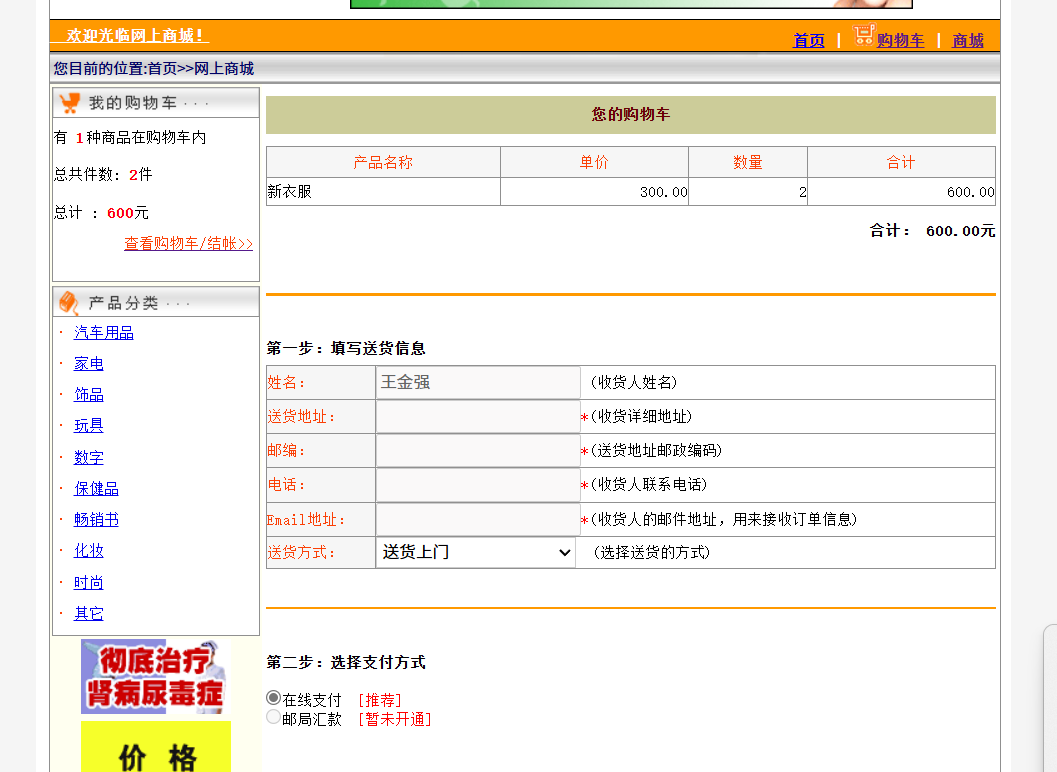 欢迎光临网上商城！
首页 | 购物车 | 商城
您目前的位置:首页>>网上商城
我的购物车 · · ·
有 1种商品在购物车内
总共件数：2件
总计 ：600元
查看购物车/结帐>>
产品分类 · · ·
· 汽车用品
· 家电
· 饰品
· 玩具
· 数字
· 保健品
· 畅销书
· 化妆
· 时尚
· 其它
彻底治疗
肾病尿毒症
价 格
您的购物车
产品名称 单价 数量 合计
新衣服 300.00 2 600.00
合计： 600.00元
第一步：填写送货信息
姓名： 王金强 (收货人姓名)
送货地址： *(收货详细地址)
邮编： *(送货地址邮政编码)
电话： *(收货人联系电话)
Email地址： *(收货人的邮件地址，用来接收订单信息)
送货方式： 送货上门 (选择送货的方式)
第二步：选择支付方式
在线支付 [推荐]
邮局汇款 [暂未开通]